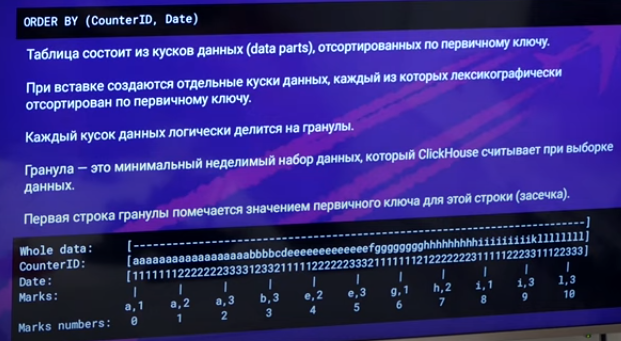 ORDER BY (CounterID, Date)
Таблица состоит из кусков данных (data parts), отсортированных по первичному ключу.
При вставке создаются отдельные куски данных, каждый из которых лексикографически
отсортирован по первичному ключу.
Каждый кусок данных логически делится на гранулы.
Гранула — это минимальный неделимый набор данных, который ClickHouse считывает при выборке
данных.
Первая строка гранулы помечается значением первичного ключа для этой строки (засечка).
Whole data: [---------------------------------------------------------------]
CounterID: [aaaaaaaaaaaaaaaaaabbbbcdeeeeeeeeeeeeefgggggggghhhhhhhhhiiiiiiiiikllllllll]
Date: [1111111222222233331233211111222222333211111112122222223111112223311122333]
Marks: | | | | | | | | | | |
a,1 a,2 a,3 b,3 e,2 e,3 g,1 h,2 i,1 i,3 l,3
Marks numbers: 0 1 2 3 4 5 6 7 8 9 10